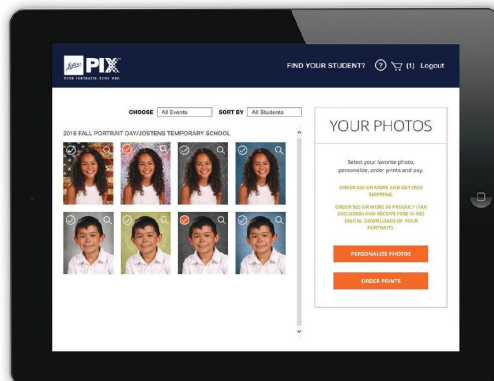 Jostens PIX
YOUR PORTRAITS. YOUR WAY.
FIND YOUR STUDENT? ? (1) Logout
CHOOSE All Events SORT BY All Students
2018 FALL PORTRAIT DAY/JOSTENS TEMPORARY SCHOOL
YOUR PHOTOS
Select your favorite photo,
personalize, order prints and pay.
ORDER $25 OR MORE AND GET FREE
SHIPPING.
ORDER $25 OR MORE IN PRODUCT (TAX
EXCLUDED) AND RECEIVE FREE HI-RES
DIGITAL DOWNLOADS OF YOUR
PORTRAITS.
PERSONALIZE PHOTOS
ORDER PRINTS